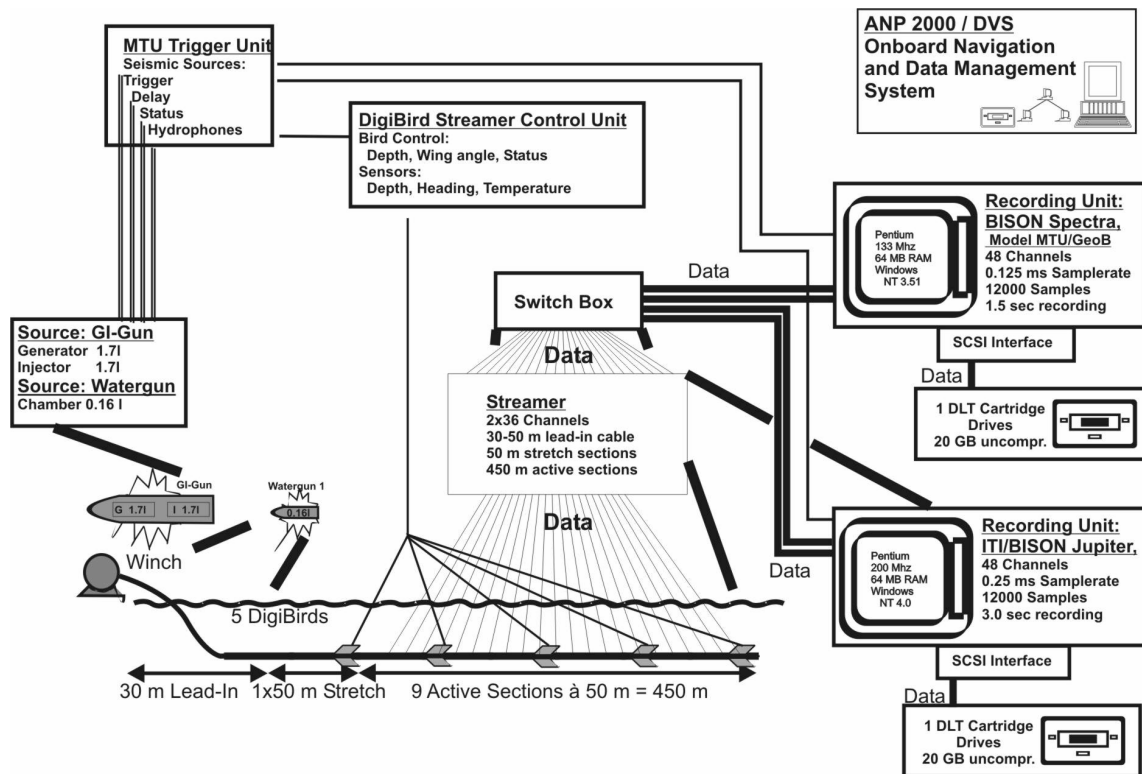 MTU Trigger Unit
Seismic Sources:
Trigger
Delay
Status
Hydrophones
DigiBird Streamer Control Unit
Bird Control:
Depth, Wing angle, Status
Sensors:
Depth, Heading, Temperature
ANP 2000 / DVS
Onboard Navigation
and Data Management
System
Recording Unit:
BISON Spectra,
Model MTU/GeoB
48 Channels
0.125 ms Samplerate
12000 Samples
1.5 sec recording
Pentium
133 Mhz
64 MB RAM
Windows
NT 3.51
Data
Switch Box
SCSI Interface
Data
1 DLT Cartridge
Drives
20 GB uncompr.
Source: GI-Gun
Generator 1.7l
Injector 1.7l
Source: Watergun
Chamber 0.16 l
Data
Streamer
2x36 Channels
30-50 m lead-in cable
50 m stretch sections
450 m active sections
Data
GI-Gun
G 1.7l
I 1.7l
Watergun 1
0.16l
Winch
5 DigiBirds
30 m Lead-In
1x50 m Stretch
9 Active Sections à 50 m = 450 m
Data
Recording Unit:
ITI/BISON Jupiter,
48 Channels
0.25 ms Samplerate
12000 Samples
3.0 sec recording
Pentium
200 Mhz
64 MB RAM
Windows
NT 4.0
SCSI Interface
Data
1 DLT Cartridge
Drives
20 GB uncompr.